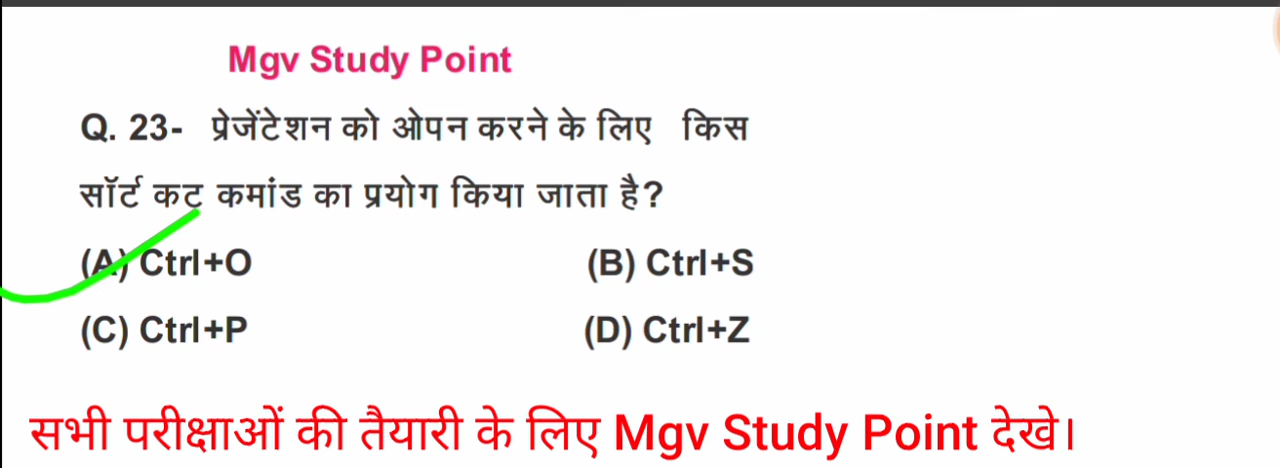 Mgv Study Point
Q. 23- प्रेजेंटेशन को ओपन करने के लिए किस
सॉर्ट कट कमांड का प्रयोग किया जाता है?
(A) Ctrl+O (B) Ctrl+S
(C) Ctrl+P (D) Ctrl+Z
सभी परीक्षाओं की तैयारी के लिए Mgv Study Point देखे।